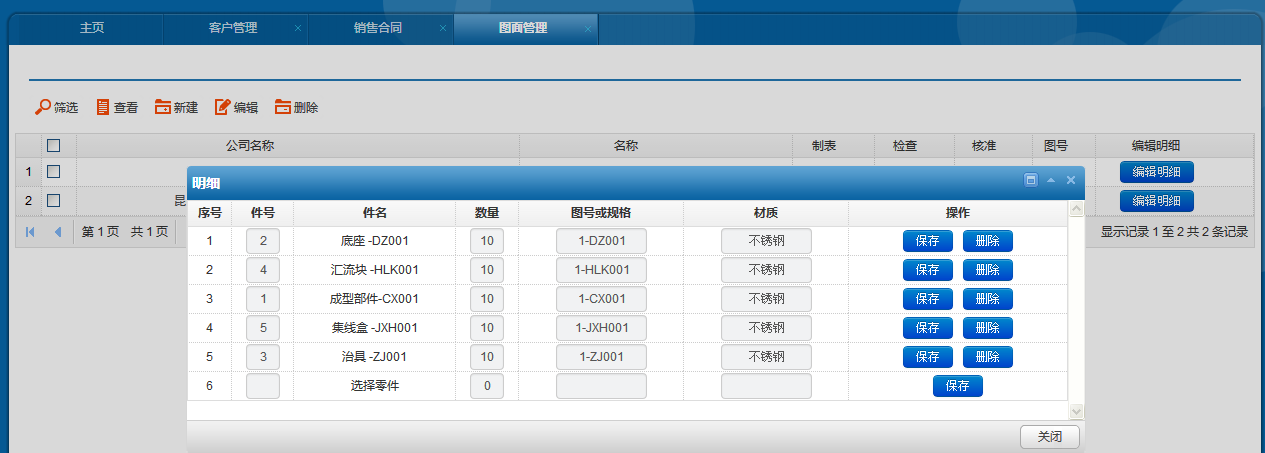 主页 客户管理 销售合同 图面管理
筛选 查看 新建 编辑 删除
公司名称 名称 制表 检查 核准 图号 编辑明细
1 编辑明细
2 昆 编辑明细
第 1 页 共 1 页 显示记录 1 至 2 共 2 条记录
明细
序号 件号 件名 数量 图号或规格 材质 操作
1 2 底座 -DZ001 10 1-DZ001 不锈钢 保存 删除
2 4 汇流块 -HLK001 10 1-HLK001 不锈钢 保存 删除
3 1 成型部件-CX001 10 1-CX001 不锈钢 保存 删除
4 5 集线盒 -JXH001 10 1-JXH001 不锈钢 保存 删除
5 3 治具 -ZJ001 10 1-ZJ001 不锈钢 保存 删除
6 选择零件 0 保存
关闭